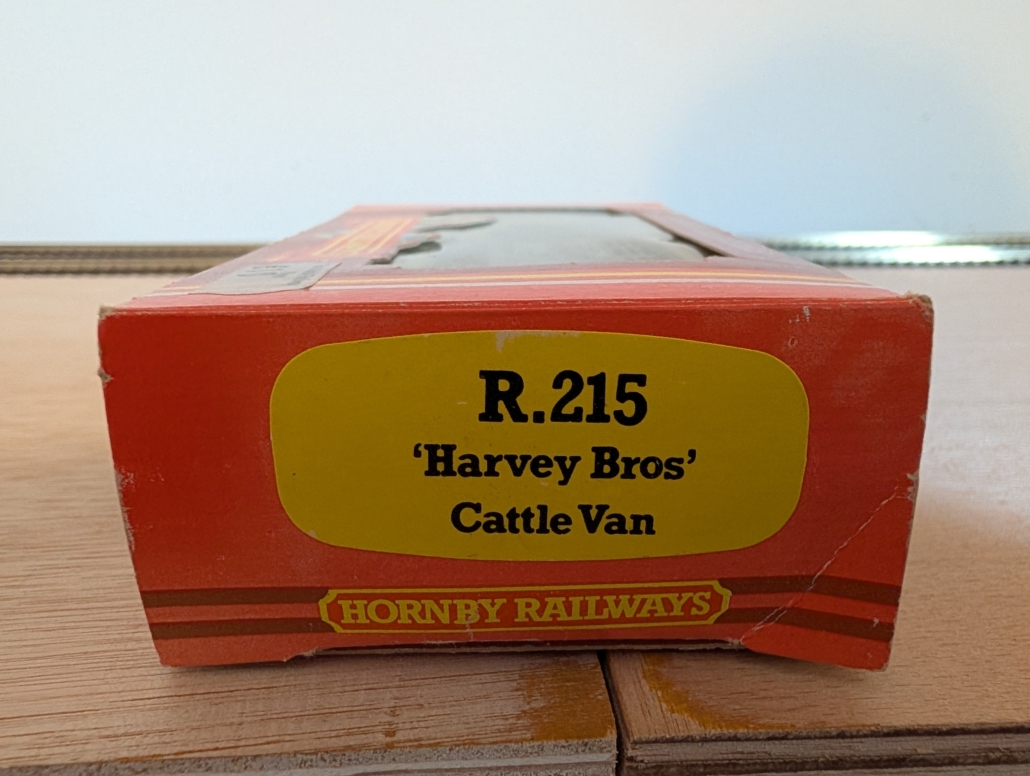 R.215
‘Harvey Bros’
Cattle Van
HORNBY RAILWAYS